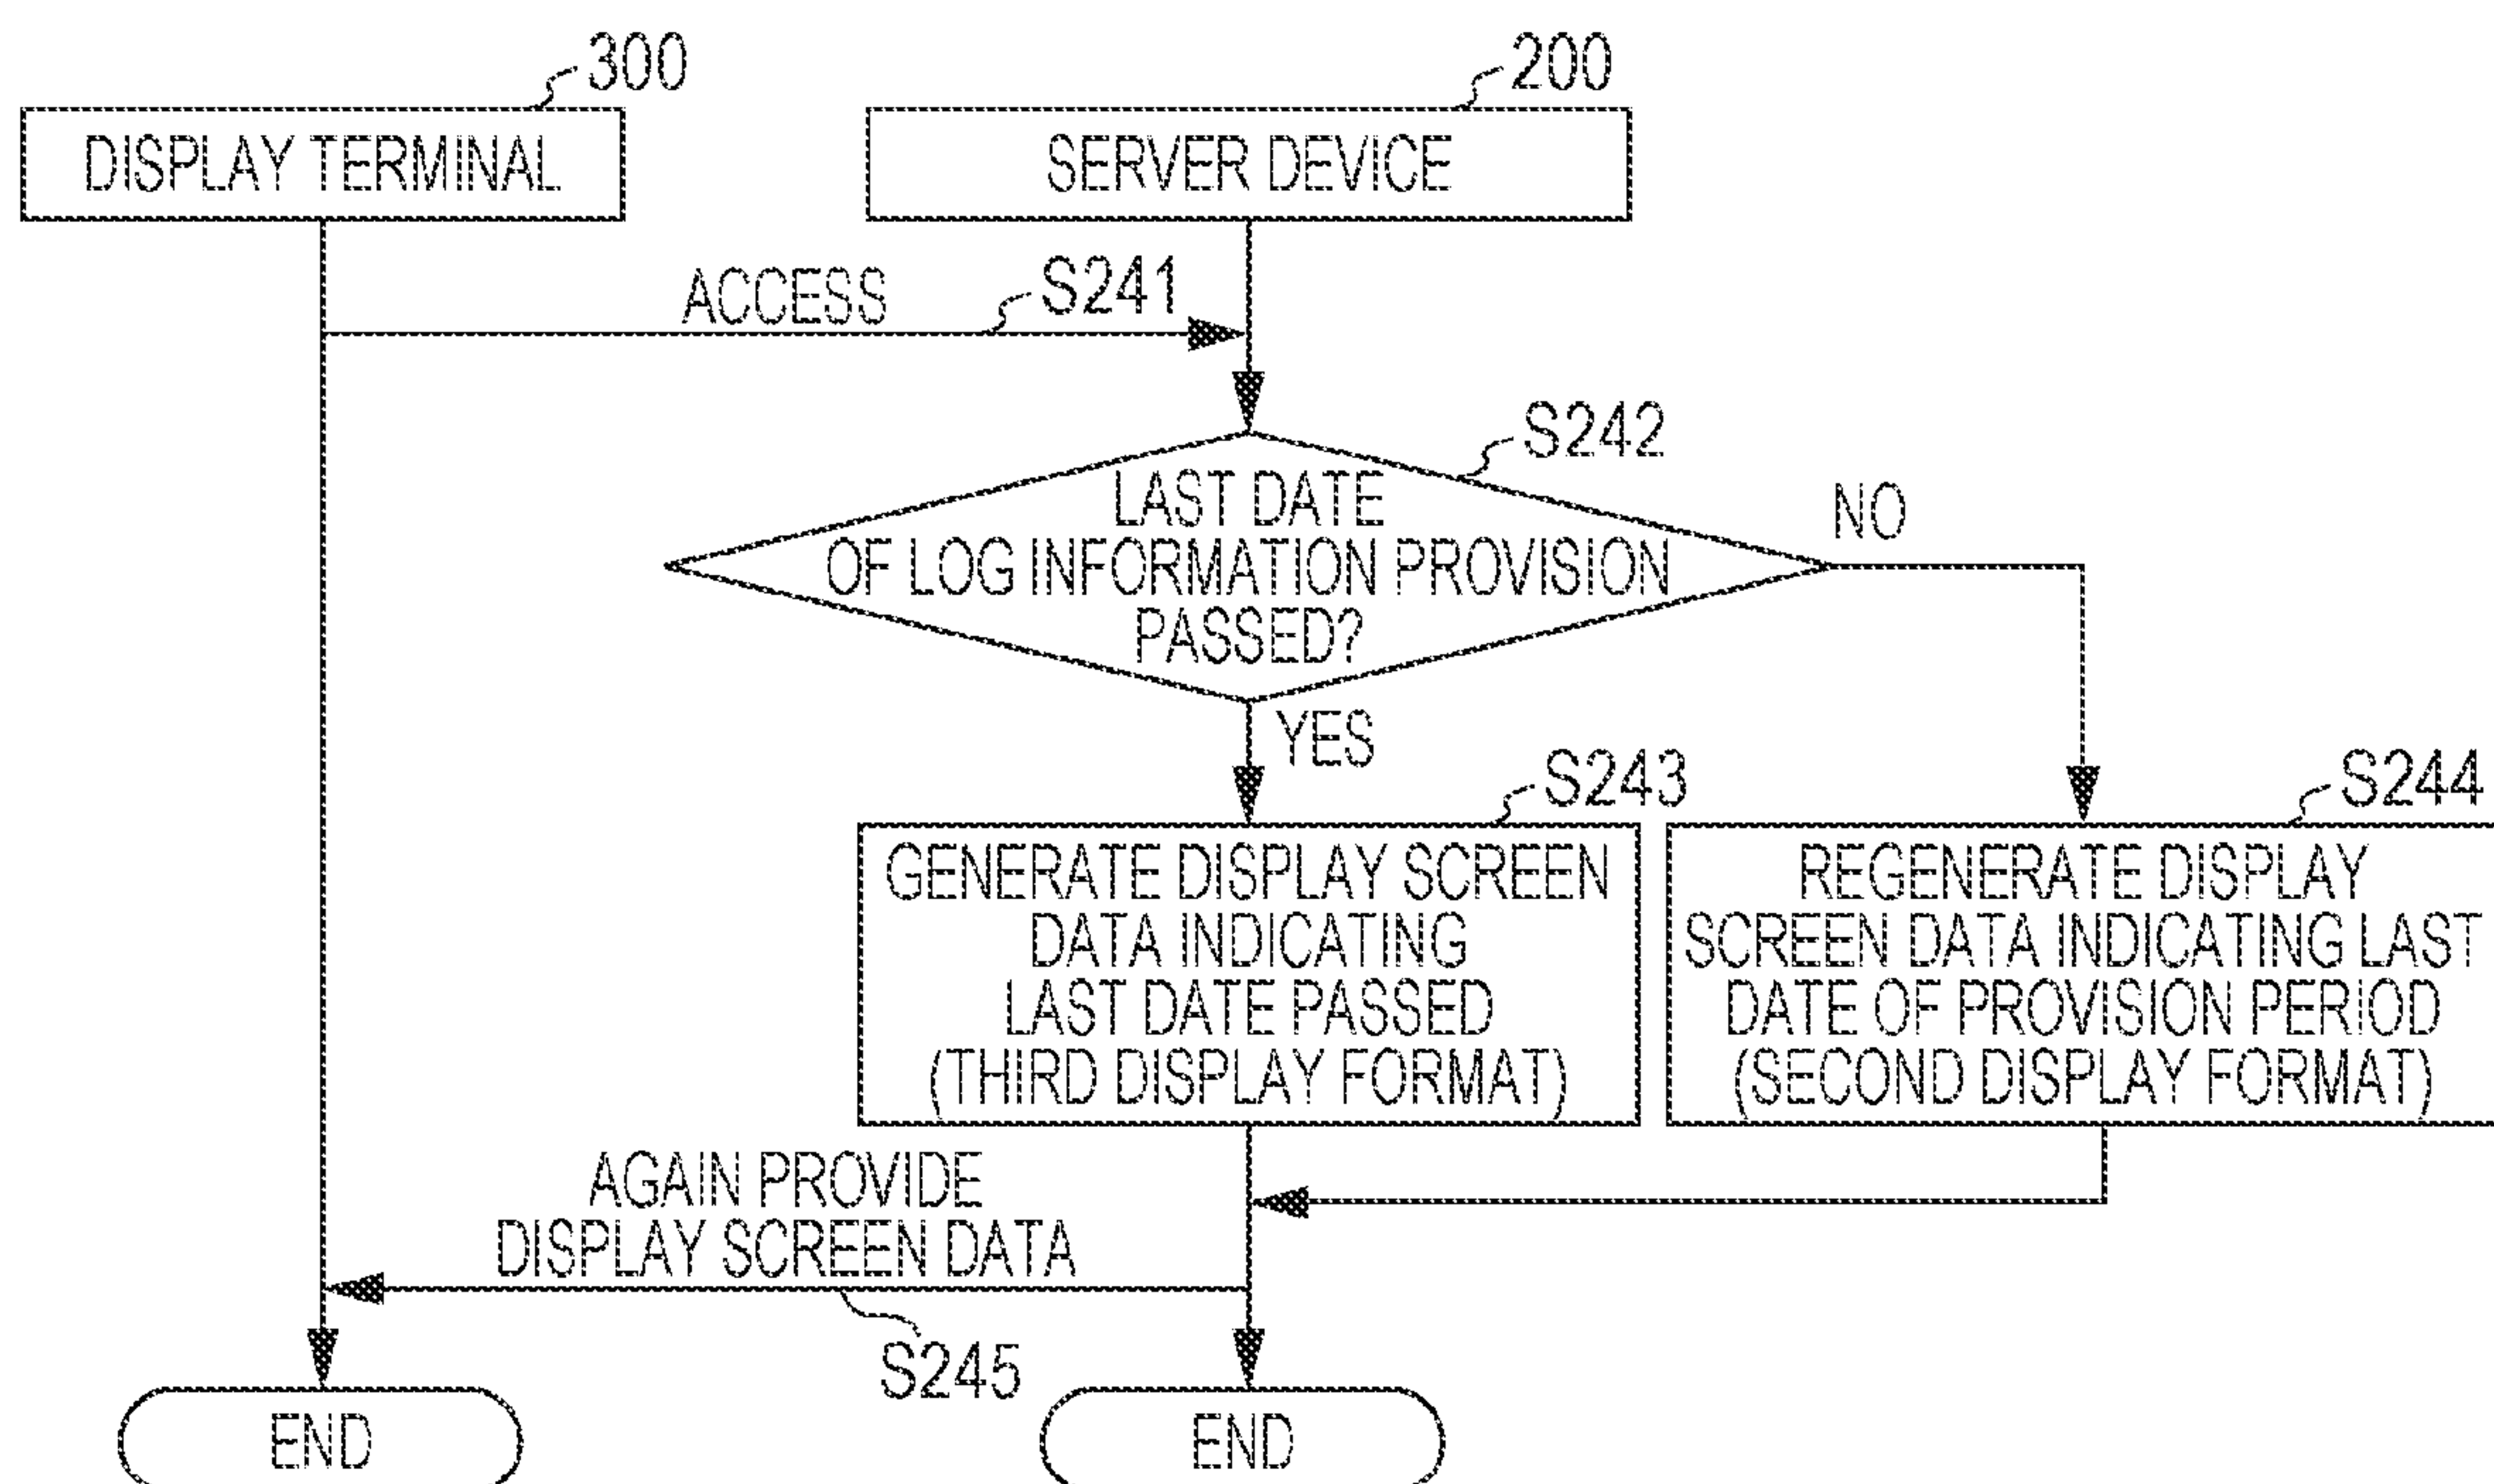 300
200
DISPLAY TERMINAL
SERVER DEVICE
ACCESS
S241
S242
LAST DATE
OF LOG INFORMATION PROVISION
PASSED?
NO
YES
S243
S244
GENERATE DISPLAY SCREEN
DATA INDICATING
LAST DATE PASSED
(THIRD DISPLAY FORMAT)
REGENERATE DISPLAY
SCREEN DATA INDICATING LAST
DATE OF PROVISION PERIOD
(SECOND DISPLAY FORMAT)
AGAIN PROVIDE
DISPLAY SCREEN DATA
S245
END
END